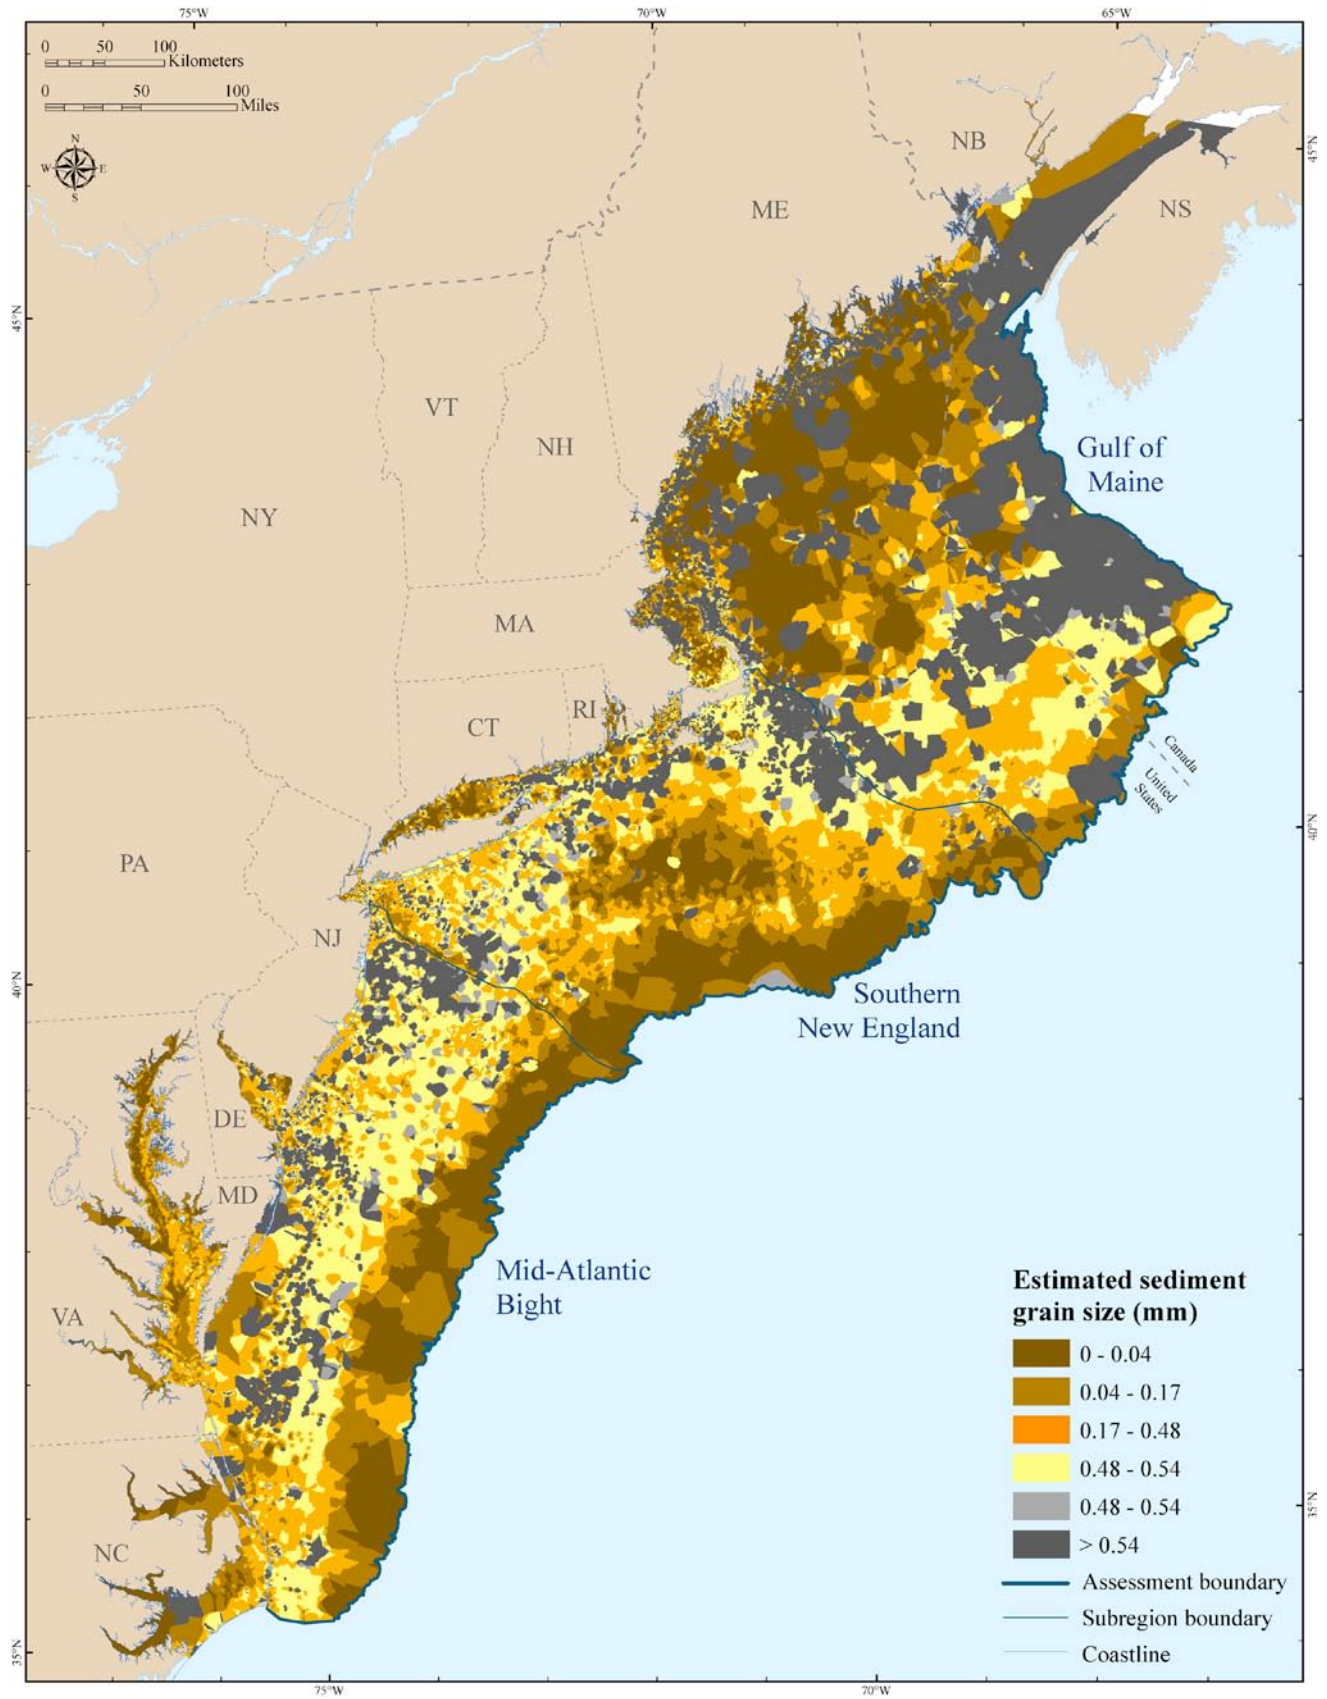 75°W 70°W 65°W
0 50 100
Kilometers
0 50 100
Miles
N
W E
S
NB
45°N
NS
ME
45°N
VT
NH
Gulf of
Maine
NY
MA
RI
CT
Canada
United
States
40°N
PA
NJ
40°N
Southern
New England
DE
MD
Mid-Atlantic
Bight
VA
Estimated sediment
grain size (mm)
0 - 0.04
0.04 - 0.17
0.17 - 0.48
0.48 - 0.54
0.48 - 0.54
> 0.54
35°N
NC
Assessment boundary
Subregion boundary
Coastline
35°N
75°W 70°W